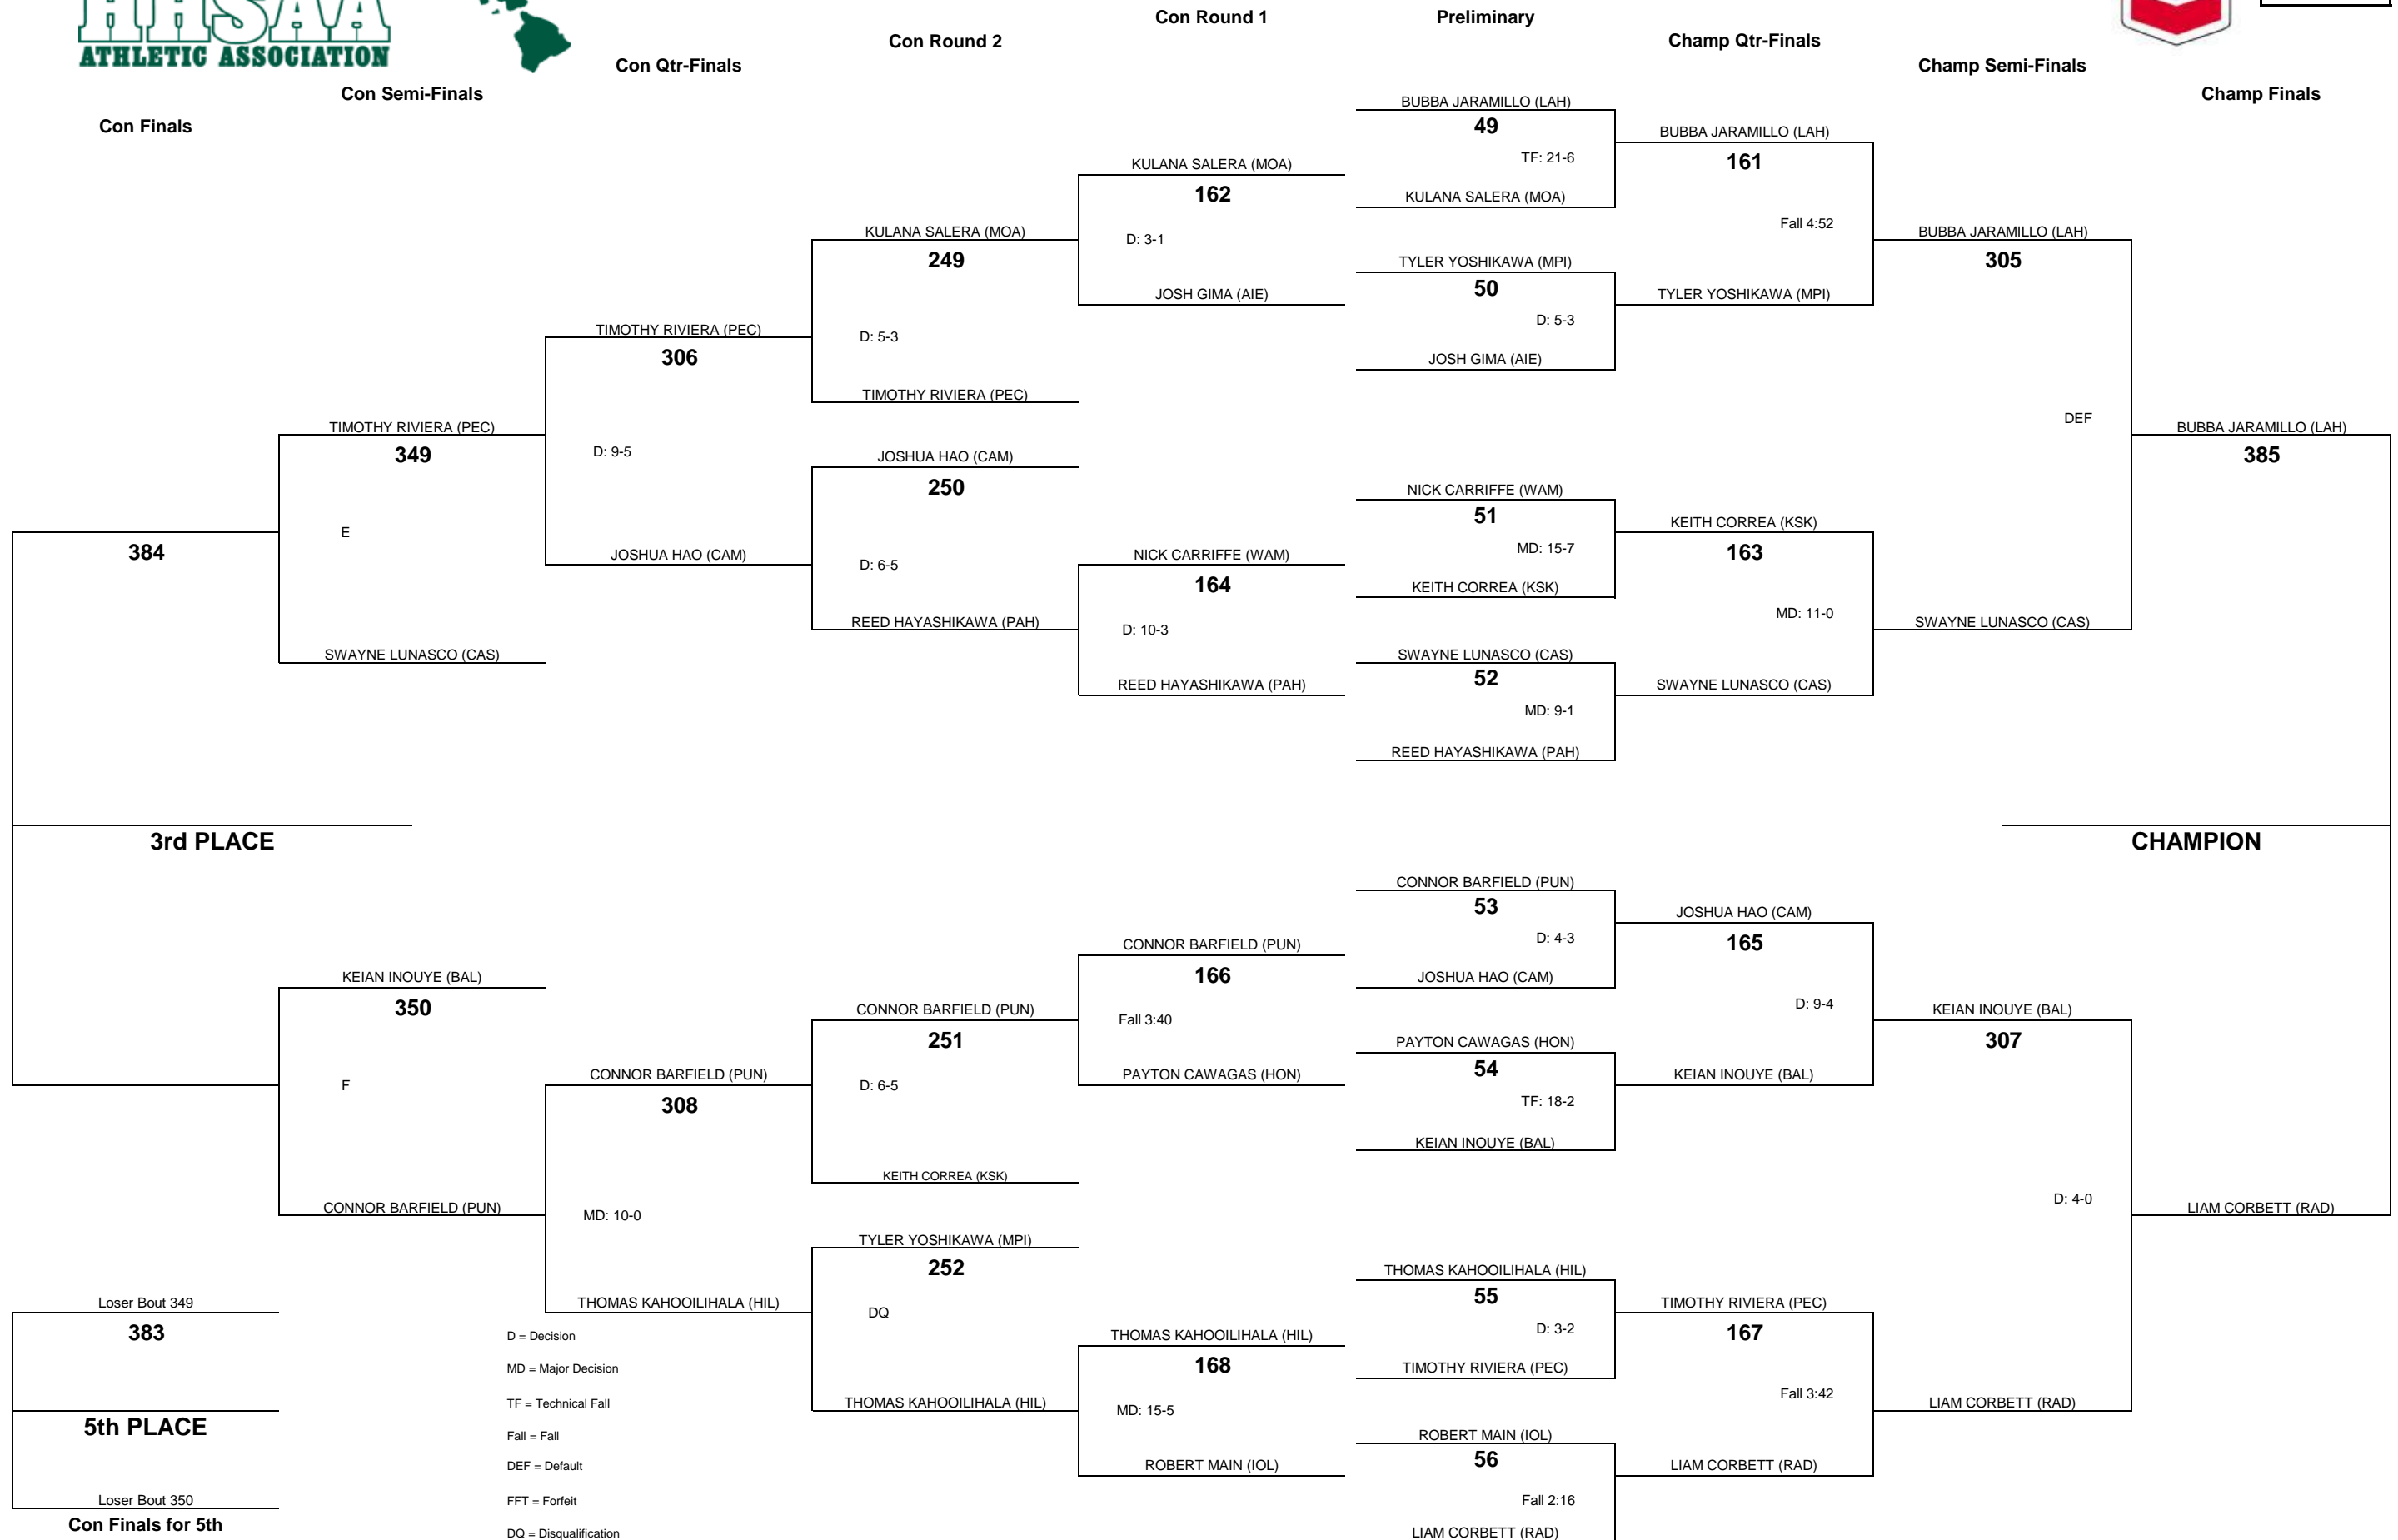 HHSAA
ATHLETIC ASSOCIATION
Con Finals
Con Semi-Finals
Con Qtr-Finals
Con Round 2
Con Round 1
Preliminary
Champ Qtr-Finals
Champ Semi-Finals
Champ Finals
BUBBA JARAMILLO (LAH)
49
TF: 21-6
KULANA SALERA (MOA)
TYLER YOSHIKAWA (MPI)
50
D: 5-3
JOSH GIMA (AIE)
NICK CARRIFFE (WAM)
51
MD: 15-7
KEITH CORREA (KSK)
SWAYNE LUNASCO (CAS)
52
MD: 9-1
REED HAYASHIKAWA (PAH)
CONNOR BARFIELD (PUN)
53
D: 4-3
JOSHUA HAO (CAM)
PAYTON CAWAGAS (HON)
54
TF: 18-2
KEIAN INOUYE (BAL)
THOMAS KAHOOILIHALA (HIL)
55
D: 3-2
TIMOTHY RIVIERA (PEC)
ROBERT MAIN (IOL)
56
Fall 2:16
LIAM CORBETT (RAD)
BUBBA JARAMILLO (LAH)
161
Fall 4:52
TYLER YOSHIKAWA (MPI)
KEITH CORREA (KSK)
163
MD: 11-0
SWAYNE LUNASCO (CAS)
JOSHUA HAO (CAM)
165
D: 9-4
KEIAN INOUYE (BAL)
TIMOTHY RIVIERA (PEC)
167
Fall 3:42
LIAM CORBETT (RAD)
BUBBA JARAMILLO (LAH)
305
DEF
SWAYNE LUNASCO (CAS)
KEIAN INOUYE (BAL)
307
D: 4-0
LIAM CORBETT (RAD)
BUBBA JARAMILLO (LAH)
385
CHAMPION
LIAM CORBETT (RAD)
KULANA SALERA (MOA)
162
D: 3-1
JOSH GIMA (AIE)
NICK CARRIFFE (WAM)
164
D: 10-3
REED HAYASHIKAWA (PAH)
CONNOR BARFIELD (PUN)
166
Fall 3:40
PAYTON CAWAGAS (HON)
THOMAS KAHOOILIHALA (HIL)
168
MD: 15-5
ROBERT MAIN (IOL)
KULANA SALERA (MOA)
249
D: 5-3
TIMOTHY RIVIERA (PEC)
JOSHUA HAO (CAM)
250
D: 6-5
REED HAYASHIKAWA (PAH)
CONNOR BARFIELD (PUN)
251
D: 6-5
KEITH CORREA (KSK)
TYLER YOSHIKAWA (MPI)
252
DQ
THOMAS KAHOOILIHALA (HIL)
TIMOTHY RIVIERA (PEC)
306
D: 9-5
JOSHUA HAO (CAM)
CONNOR BARFIELD (PUN)
308
MD: 10-0
THOMAS KAHOOILIHALA (HIL)
TIMOTHY RIVIERA (PEC)
349
E
SWAYNE LUNASCO (CAS)
KEIAN INOUYE (BAL)
350
F
CONNOR BARFIELD (PUN)
384
3rd PLACE
Loser Bout 349
383
5th PLACE
Loser Bout 350
Con Finals for 5th
D = Decision
MD = Major Decision
TF = Technical Fall
Fall = Fall
DEF = Default
FFT = Forfeit
DQ = Disqualification